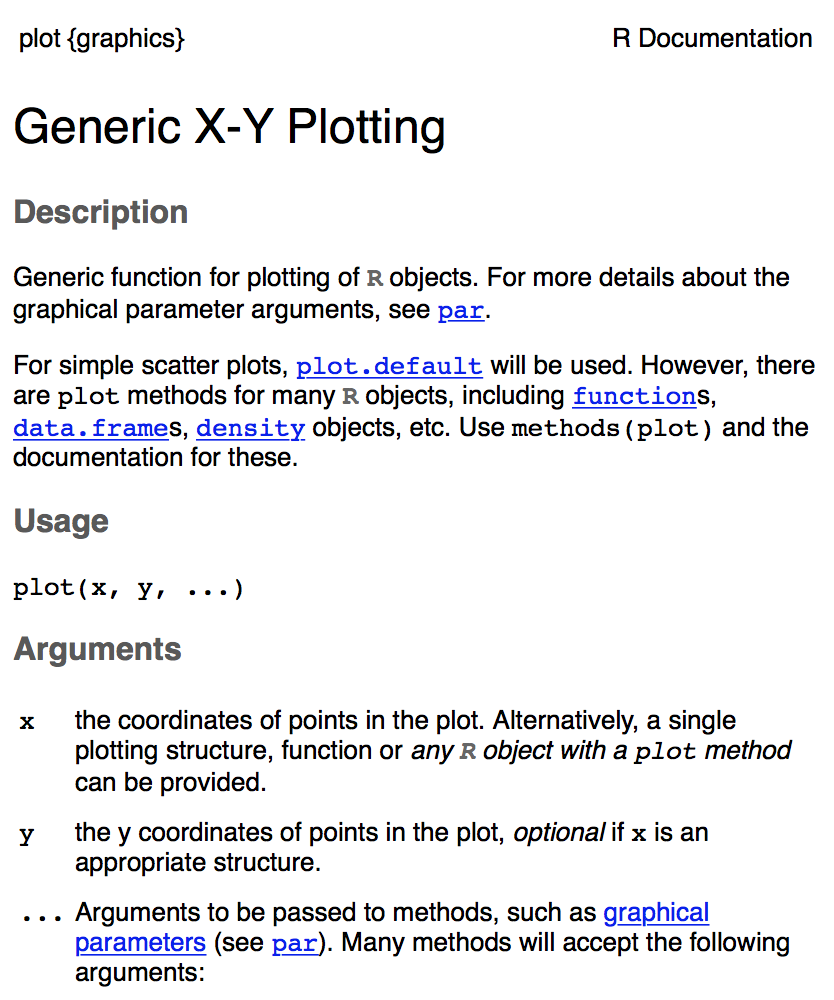 plot {graphics} R Documentation
Generic X-Y Plotting
Description
Generic function for plotting of R objects. For more details about the
graphical parameter arguments, see par.
For simple scatter plots, plot.default will be used. However, there
are plot methods for many R objects, including functions,
data.frames, density objects, etc. Use methods(plot) and the
documentation for these.
Usage
plot(x, y, ...)
Arguments
x the coordinates of points in the plot. Alternatively, a single
plotting structure, function or any R object with a plot method
can be provided.
y the y coordinates of points in the plot, optional if x is an
appropriate structure.
... Arguments to be passed to methods, such as graphical
parameters (see par). Many methods will accept the following
arguments: